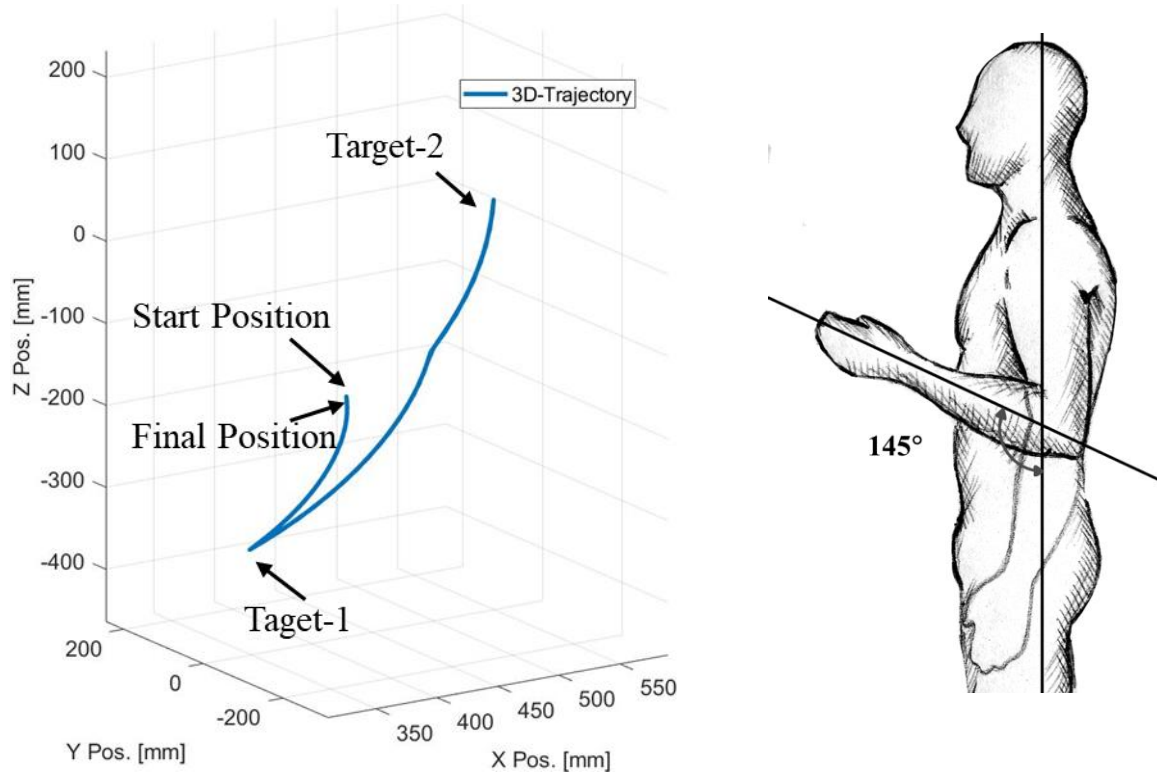 200
100
0
-100
-200
-300
-400
Z Pos. [mm]
3D-Trajectory
Target-2
Start Position
Final Position
Taget-1
200
0
-200
Y Pos. [mm]
350
400
450
500
550
X Pos. [mm]
145°